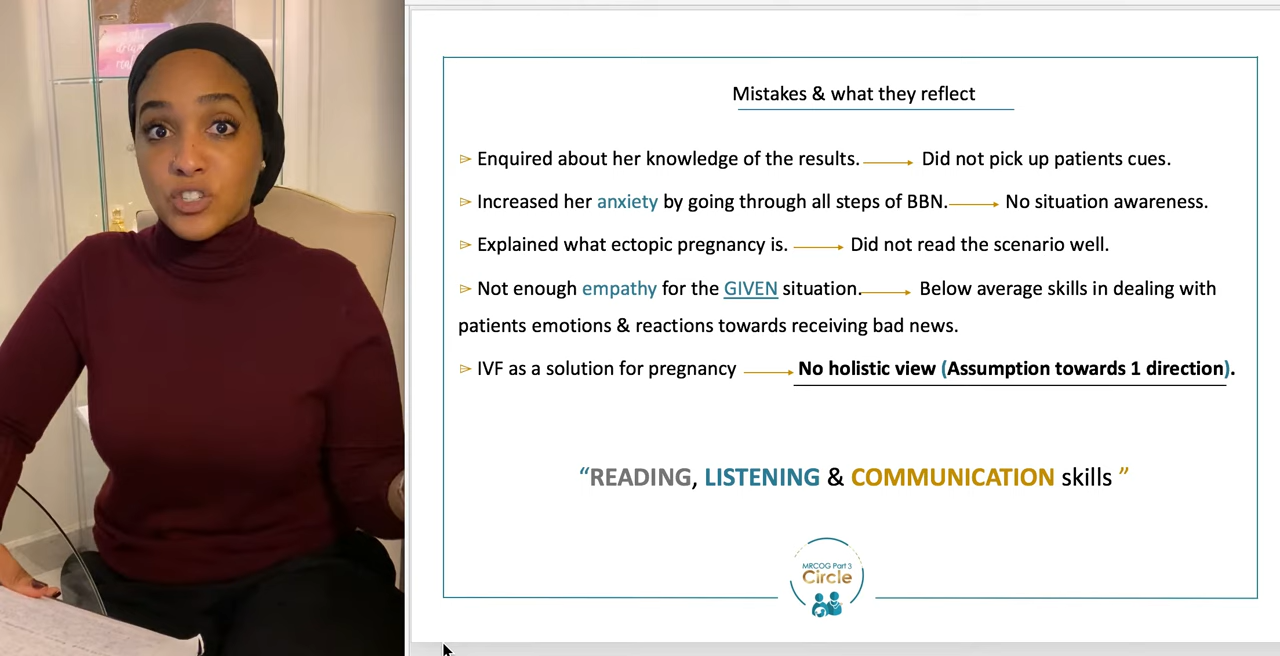 Mistakes & what they reflect
⊳ Enquired about her knowledge of the results. → Did not pick up patients cues.
⊳ Increased her anxiety by going through all steps of BBN. → No situation awareness.
⊳ Explained what ectopic pregnancy is. → Did not read the scenario well.
⊳ Not enough empathy for the GIVEN situation. → Below average skills in dealing with
patients emotions & reactions towards receiving bad news.
⊳ IVF as a solution for pregnancy → No holistic view (Assumption towards 1 direction).
“READING, LISTENING & COMMUNICATION skills ”
MRCOG Part 3
Circle